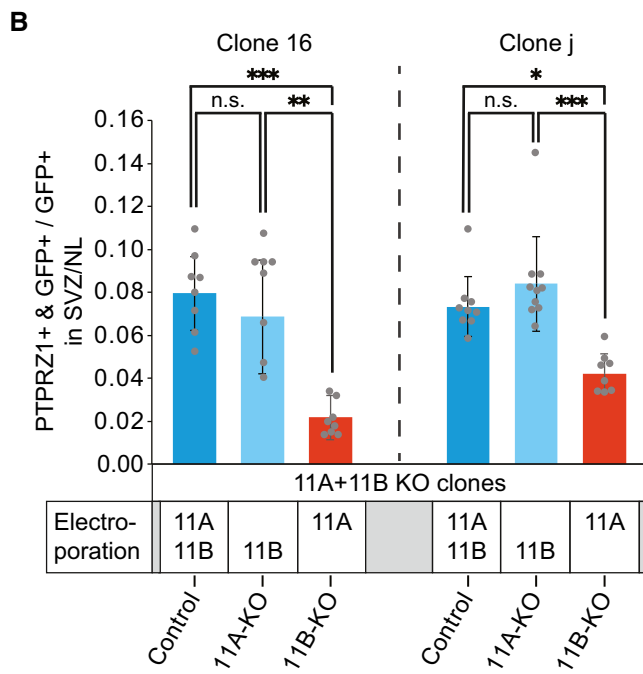 B
Clone 16 Clone j
*** *
n.s. ** n.s. ***
PTPRZ1+ & GFP+ / GFP+
in SVZ/NL
0.16
0.14
0.12
0.10
0.08
0.06
0.04
0.02
0.00
11A+11B KO clones
Electro- 11A 11A 11A 11A
poration 11B 11B 11B 11B
Control 11A-KO 11B-KO Control 11A-KO 11B-KO